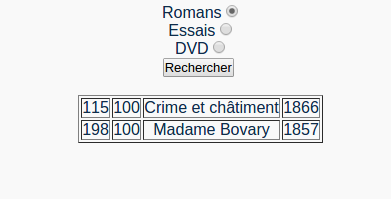 Romans
Essais
DVD
Rechercher
115 100 Crime et châtiment 1866
198 100 Madame Bovary 1857